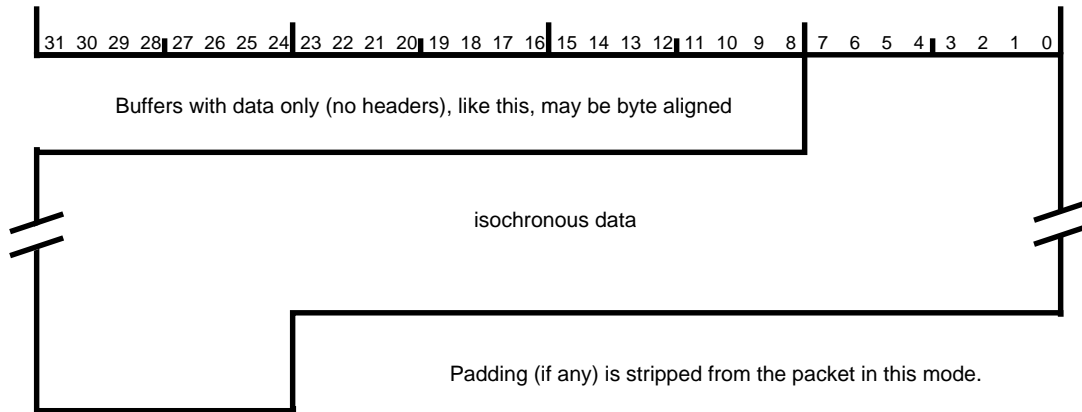 31 30 29 28 27 26 25 24 23 22 21 20 19 18 17 16 15 14 13 12 11 10 9 8 7 6 5 4 3 2 1 0
Buffers with data only (no headers), like this, may be byte aligned
isochronous data
Padding (if any) is stripped from the packet in this mode.